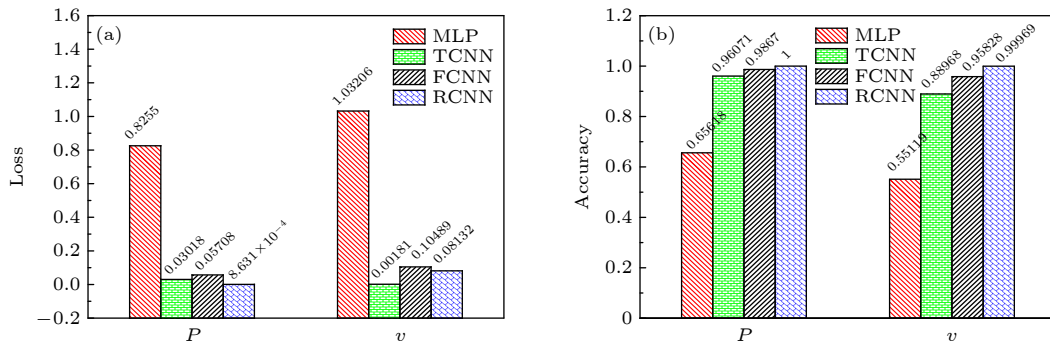 (a)
MLP
TCNN
FCNN
RCNN
Loss
1.6
1.4
1.2
1.0
0.8
0.6
0.4
0.2
0.0
−0.2
0.8255
0.03018
0.05708
8.631×10−4
1.03206
0.00181
0.10489
0.08132
P
v
(b)
MLP
TCNN
FCNN
RCNN
Accuracy
1.2
1.0
0.8
0.6
0.4
0.2
0
0.65618
0.96071
0.9867
1
0.55119
0.88968
0.95828
0.99969
P
v